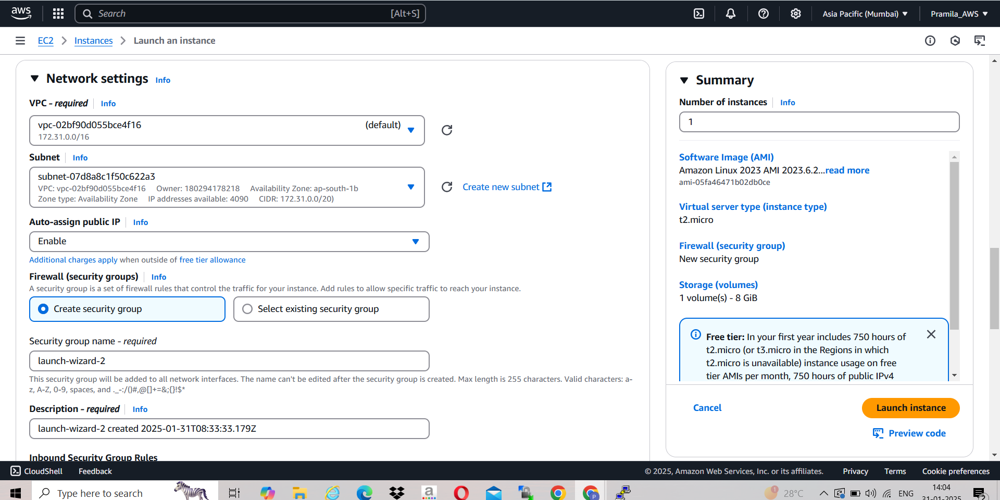 aws
Search
[Alt+S]
Asia Pacific (Mumbai)
Pramila_AWS
EC2
Instances
Launch an instance
Network settings Info
VPC - required Info
vpc-02bf90d055bce4f16 (default)
172.31.0.0/16
Subnet Info
subnet-07d8a8c1f50c622a3
VPC: vpc-02bf90d055bce4f16 Owner: 180294178218 Availability Zone: ap-south-1b
Zone type: Availability Zone IP addresses available: 4090 CIDR: 172.31.0.0/20)
Create new subnet
Auto-assign public IP Info
Enable
Additional charges apply when outside of free tier allowance
Firewall (security groups) Info
A security group is a set of firewall rules that control the traffic for your instance. Add rules to allow specific traffic to reach your instance.
Create security group
Select existing security group
Security group name - required
launch-wizard-2
This security group will be added to all network interfaces. The name can't be edited after the security group is created. Max length is 255 characters. Valid characters: a-
z, A-Z, 0-9, spaces, and ._-:/()#,@[]+=&;{}!$*
Description - required Info
launch-wizard-2 created 2025-01-31T08:33:33.179Z
Inbound Security Group Rules
Summary
Number of instances Info
1
Software Image (AMI)
Amazon Linux 2023 AMI 2023.6.2...read more
ami-05fa46471b02db0ce
Virtual server type (instance type)
t2.micro
Firewall (security group)
New security group
Storage (volumes)
1 volume(s) - 8 GiB
Free tier: In your first year includes 750 hours of
t2.micro (or t3.micro in the Regions in which
t2.micro is unavailable) instance usage on free
tier AMIs per month, 750 hours of public IPv4
Cancel
Launch instance
Preview code
CloudShell
Feedback
© 2025, Amazon Web Services, Inc. or its affiliates.
Privacy
Terms
Cookie preferences
Type here to search
a
P
1
28°C
ENG
14:04
31-01-2025
2